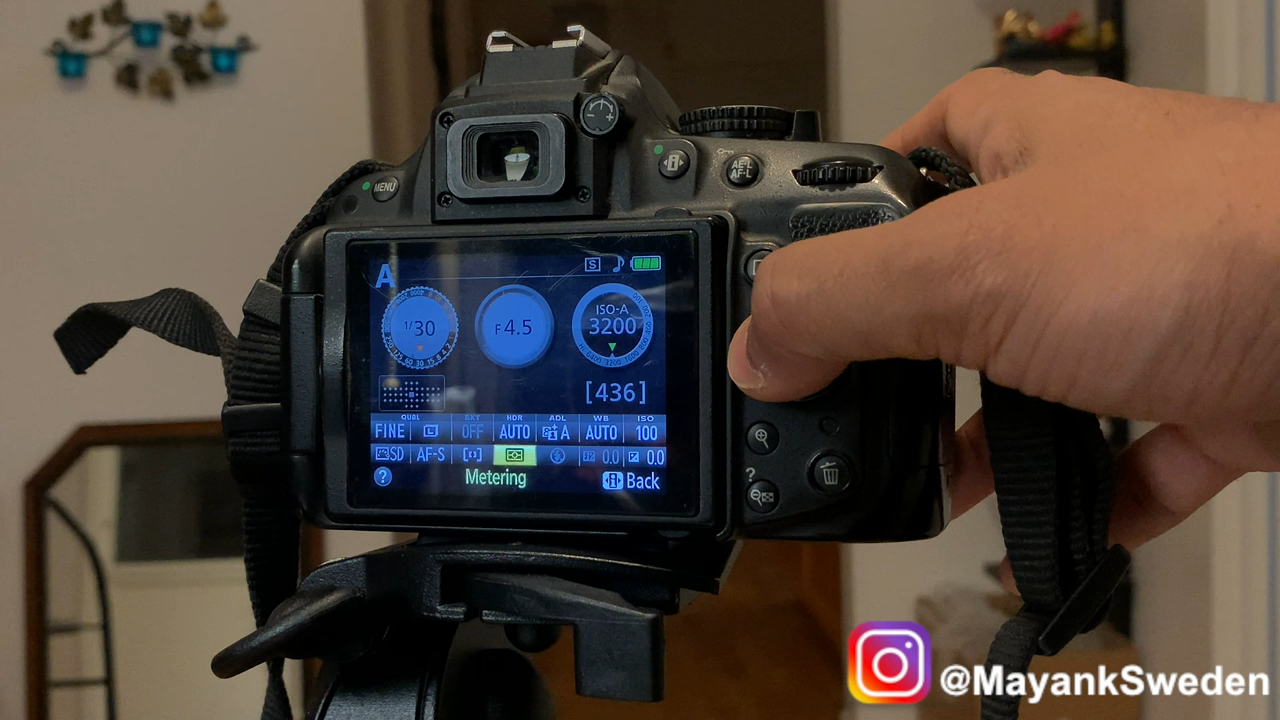 MENU
AE-L
AF-L
A
S
1/30
F4.5
ISO-A
3200
[436]
QUAL BKT HDR ADL WB ISO
FINE L OFF AUTO A AUTO 100
SD AF-S [ ] 0.0 0.0
? Metering i Back
?
@MayankSweden